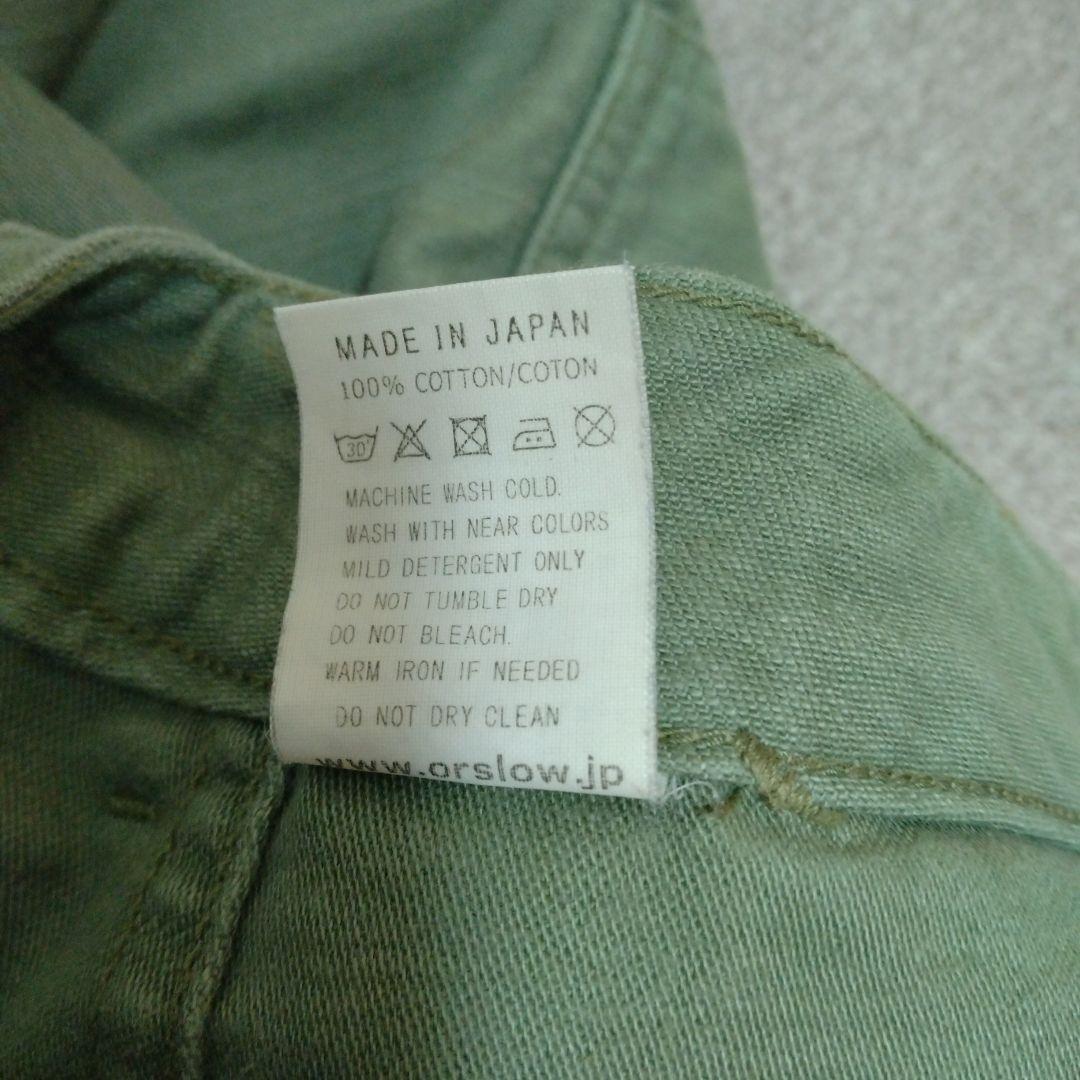 MADE IN JAPAN
100% COTTON/COTON
30°
MACHINE WASH COLD.
WASH WITH NEAR COLORS
MILD DETERGENT ONLY
DO NOT TUMBLE DRY
DO NOT BLEACH.
WARM IRON IF NEEDED
DO NOT DRY CLEAN
www.orslow.jp